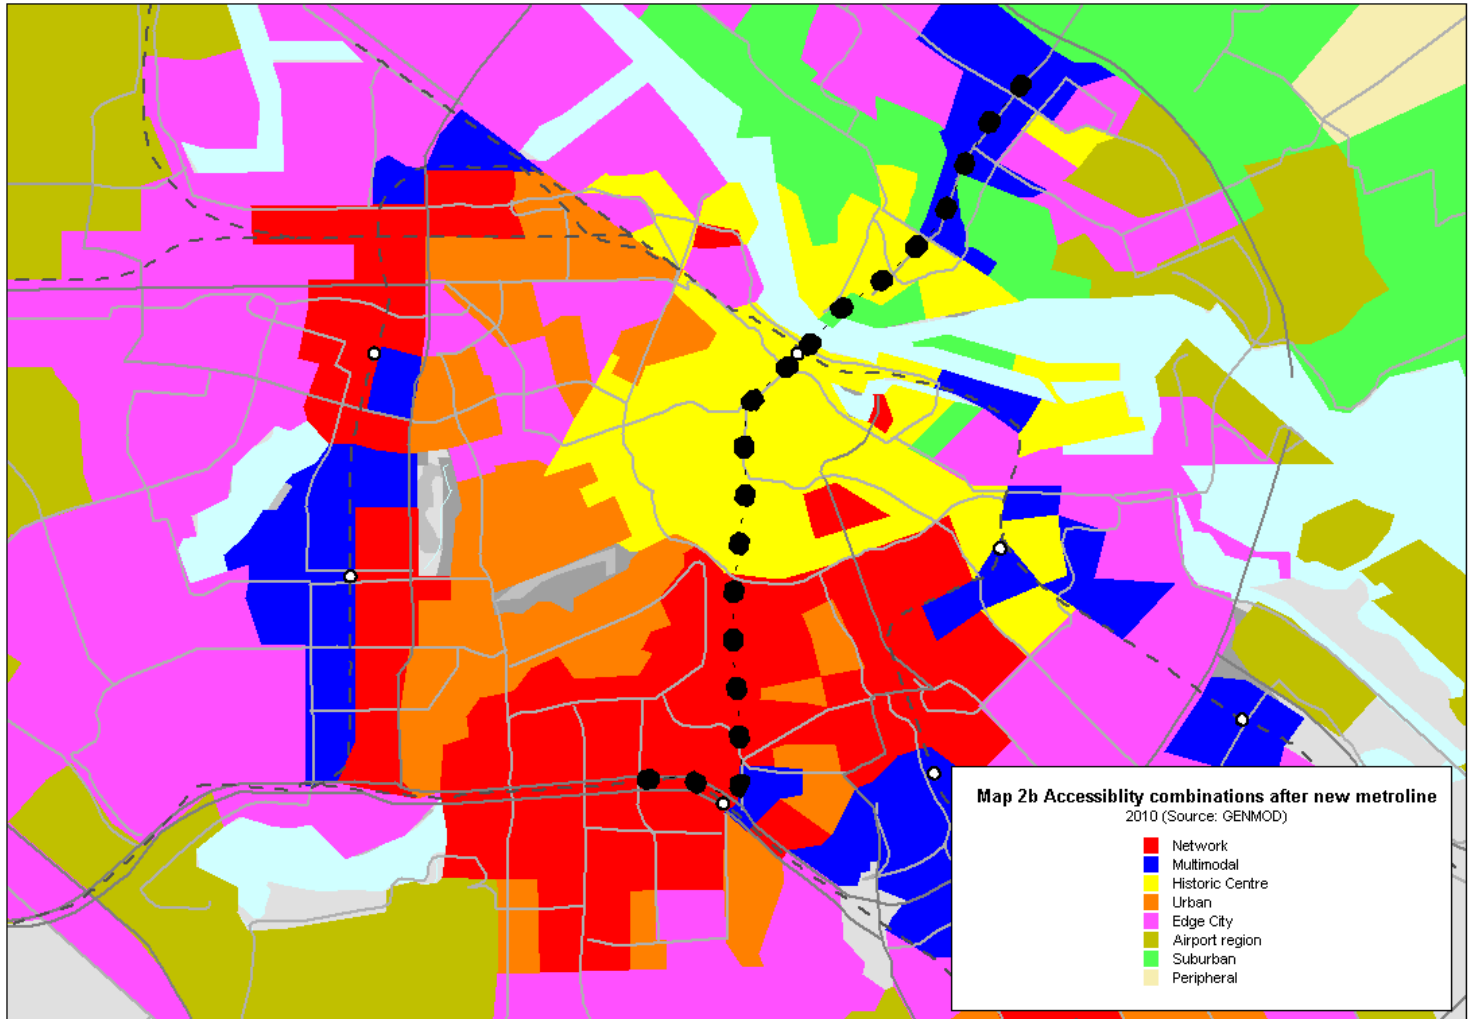 Map 2b Accessiblity combinations after new metroline
2010 (Source: GENMOD)
Network
Multimodal
Historic Centre
Urban
Edge City
Airport region
Suburban
Peripheral